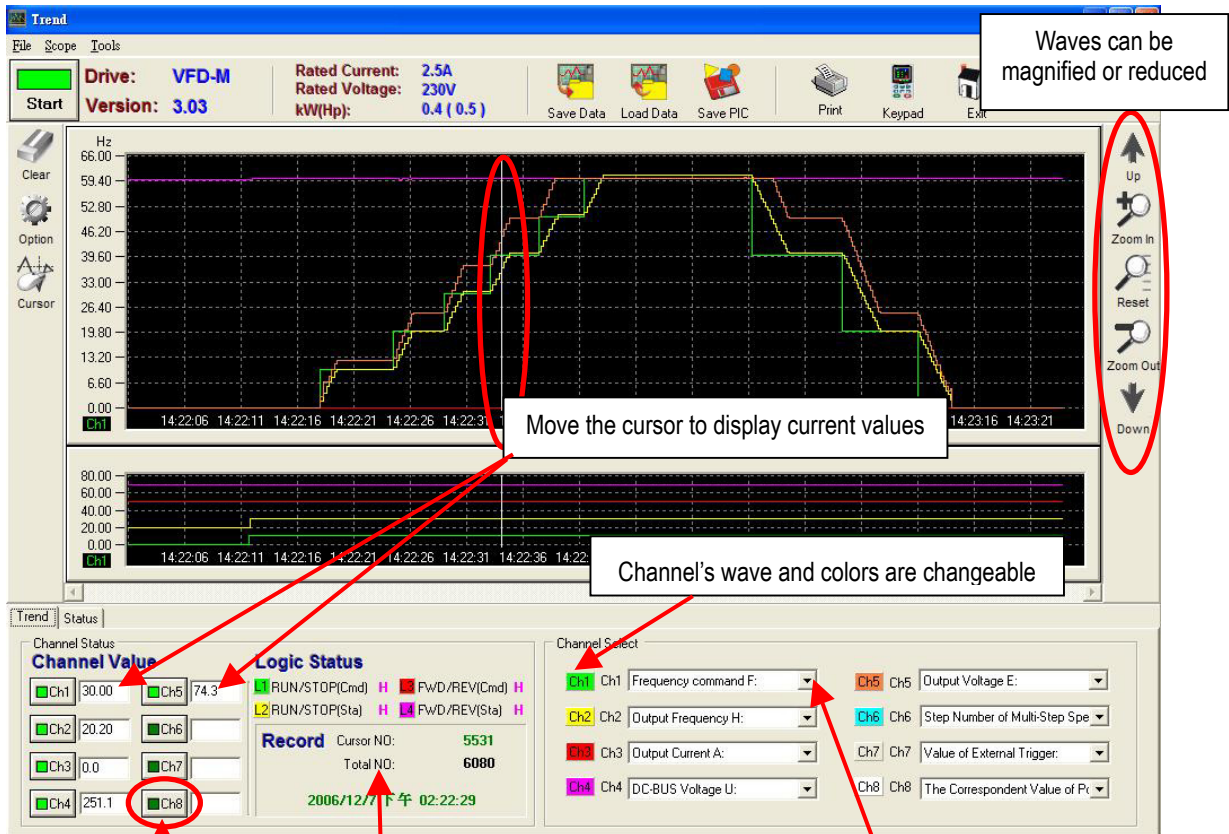 Trend
File Scope Tools
Waves can be
magnified or reduced
Start
Drive: VFD-M
Version: 3.03
Rated Current: 2.5A
Rated Voltage: 230V
kW(Hp): 0.4 ( 0.5 )
Save Data
Load Data
Save PIC
Print
Keypad
Exit
Clear
Option
Cursor
Hz
66.00
59.40
52.80
46.20
39.60
33.00
26.40
19.80
13.20
6.60
0.00
Ch1
14:22:06 14:22:11 14:22:16 14:22:21 14:22:26 14:22:31
14:23:16 14:23:21
Move the cursor to display current values
Up
Zoom In
Reset
Zoom Out
Down
80.00
60.00
40.00
20.00
0.00
Ch1
14:22:06 14:22:11 14:22:16 14:22:21 14:22:26 14:22:31 14:22:36
Channel's wave and colors are changeable
Trend Status
Channel Status
Channel Value
Ch1 30.00 Ch5 74.3
Ch2 20.20 Ch6
Ch3 0.0 Ch7
Ch4 251.1 Ch8
Logic Status
L1 RUN/STOP(Cmd) H L3 FWD/REV(Cmd) H
L2 RUN/STOP(Sta) H L4 FWD/REV(Sta) H
Record Cursor NO: 5531
Total NO: 6080
2006/12/7 下午 02:22:29
Channel Select
Ch1 Ch1 Frequency command F:
Ch2 Ch2 Output Frequency H:
Ch3 Ch3 Output Current A:
Ch4 Ch4 DC-BUS Voltage U:
Ch5 Ch5 Output Voltage E:
Ch6 Ch6 Step Number of Multi-Step Spe
Ch7 Ch7 Value of External Trigger:
Ch8 Ch8 The Correspondent Value of